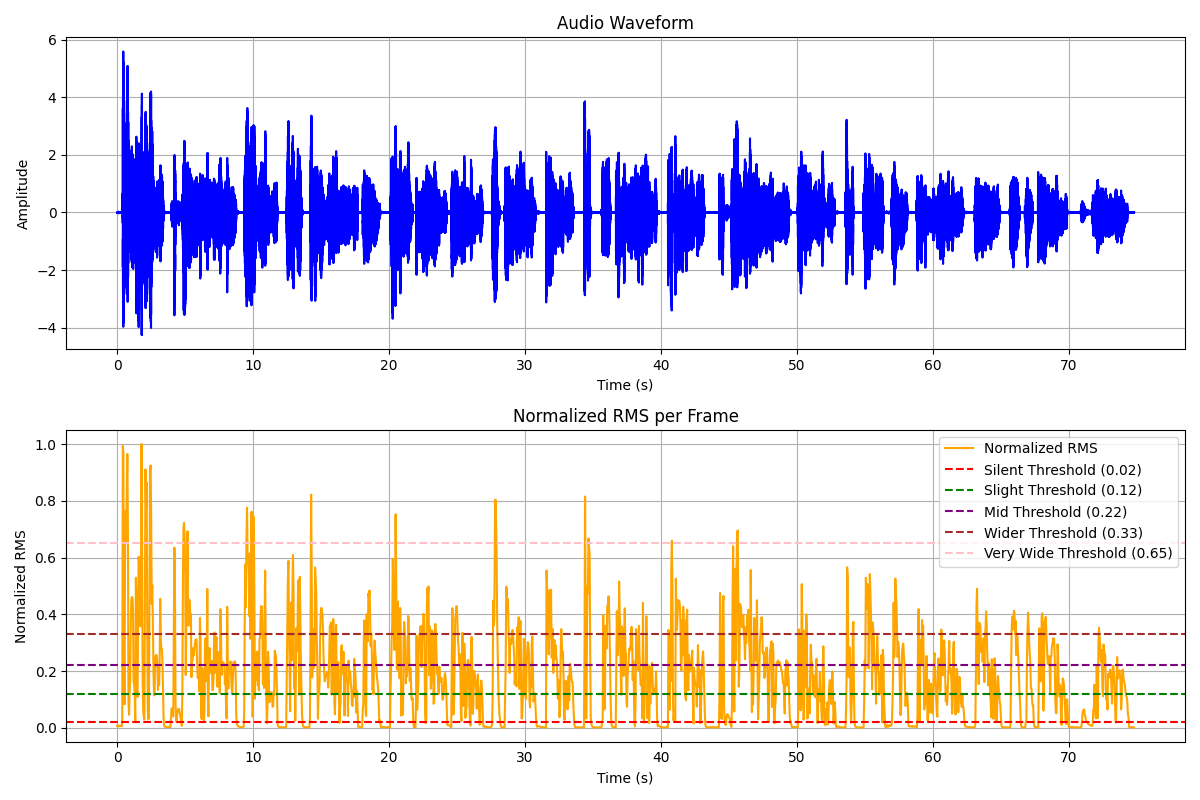 Audio Waveform
6
4
2
0
−2
−4
Amplitude
0 10 20 30 40 50 60 70
Time (s)
Normalized RMS per Frame
1.0
0.8
0.6
0.4
0.2
0.0
Normalized RMS
Normalized RMS
Silent Threshold (0.02)
Slight Threshold (0.12)
Mid Threshold (0.22)
Wider Threshold (0.33)
Very Wide Threshold (0.65)
0 10 20 30 40 50 60 70
Time (s)